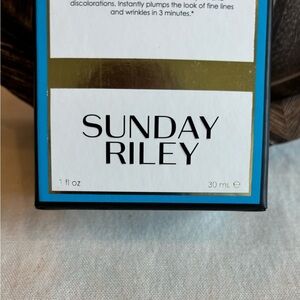 discolorations. Instantly plumps the look of fine lines
and wrinkles in 3 minutes.*
SUNDAY
RILEY
1 fl oz 30 mL ℮